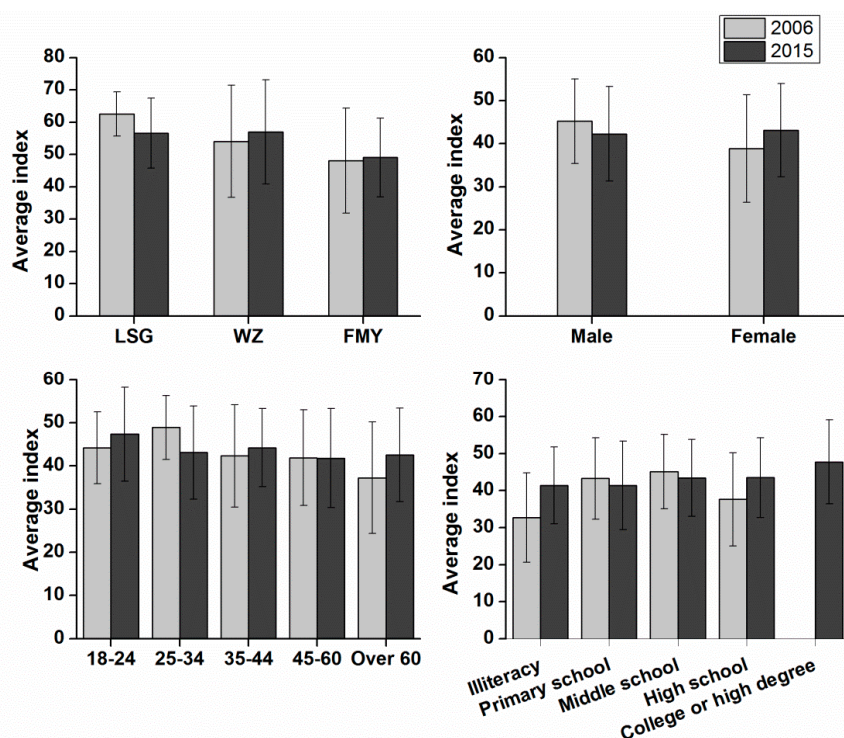 2006
2015
80
70
60
50
40
30
20
10
0
Average index
LSG WZ FMY
60
50
40
30
20
10
0
Average index
Male Female
60
50
40
30
20
10
0
Average index
18-24 25-34 35-44 45-60 Over 60
70
60
50
40
30
20
10
0
Average index
Illiteracy
Primary school
Middle school
High school
College or high degree